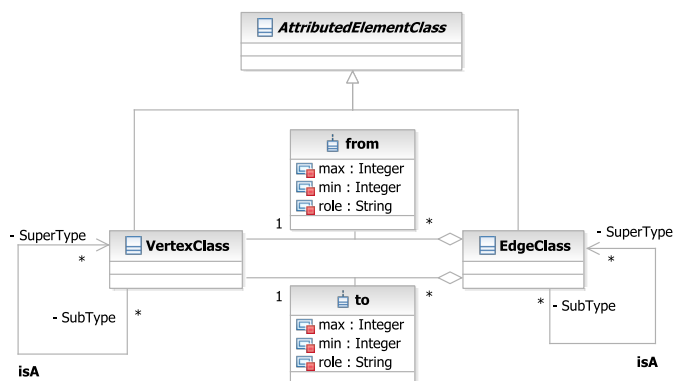 AttributedElementClass
from
max : Integer
min : Integer
role : String
- SuperType
*
VertexClass
1
*
EdgeClass
- SuperType
*
- SubType
*
1
*
to
*
- SubType
max : Integer
min : Integer
role : String
isA
isA